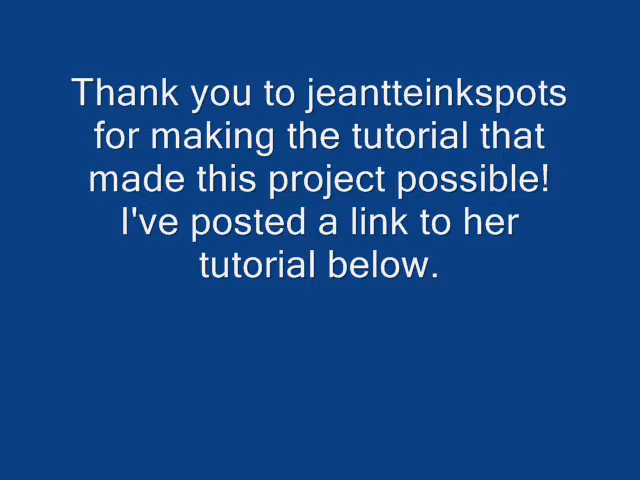 Thank you to jeantteinkspots
for making the tutorial that
made this project possible!
I've posted a link to her
tutorial below.